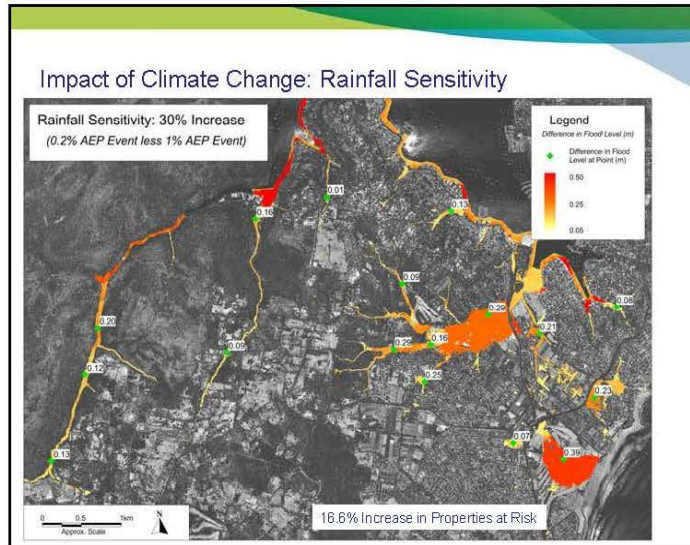 Impact of Climate Change: Rainfall Sensitivity
Rainfall Sensitivity: 30% Increase
(0.2% AEP Event less 1% AEP Event)
Legend
Difference in Flood Level (m)
Difference in Flood
Level at Point (m)
0.50
0.25
0.05
0.01
0.16
0.13
0.09
0.08
0.20
0.29
0.21
0.09
0.29
0.16
0.12
0.25
0.23
0.07
0.13
0.39
0 0.5 1km
Approx. Scale
N
16.6% Increase in Properties at Risk